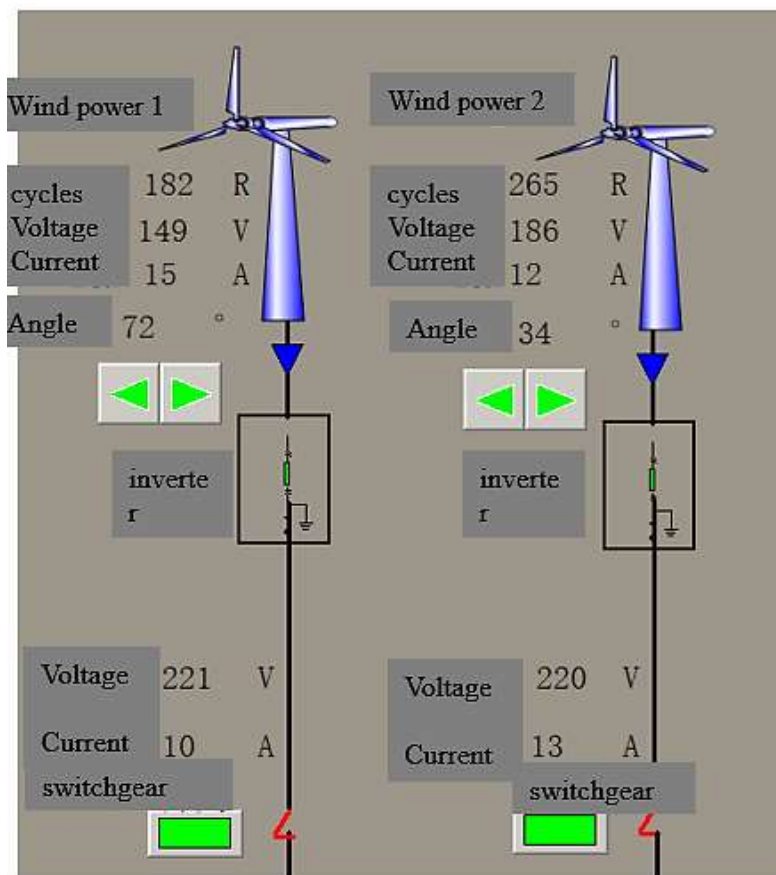 Wind power 1
cycles 182 R
Voltage 149 V
Current 15 A
Angle 72 °
inverte
r
Voltage 221 V
Current 10 A
switchgear
Wind power 2
cycles 265 R
Voltage 186 V
Current 12 A
Angle 34 °
inverte
r
Voltage 220 V
Current 13 A
switchgear